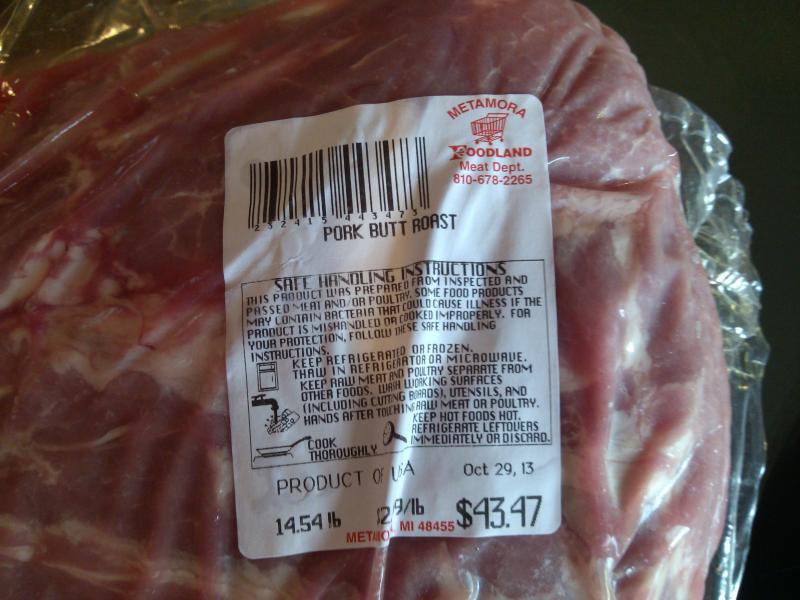 METAMORA
FOODLAND
Meat Dept.
810-678-2265
2 32415 44347 3
PORK BUTT ROAST
SAFE HANDLING INSTRUCTIONS
THIS PRODUCT WAS PREPARED FROM INSPECTED AND
PASSED MEAT AND/OR POULTRY. SOME FOOD PRODUCTS
MAY CONTAIN BACTERIA THAT COULD CAUSE ILLNESS IF THE
PRODUCT IS MISHANDLED OR COOKED IMPROPERLY. FOR
YOUR PROTECTION, FOLLOW THESE SAFE HANDLING
INSTRUCTIONS.
KEEP REFRIGERATED OR FROZEN.
THAW IN REFRIGERATOR OR MICROWAVE.
KEEP RAW MEAT AND POULTRY SEPARATE FROM
OTHER FOODS. WASH WORKING SURFACES
(INCLUDING CUTTING BOARDS), UTENSILS, AND
HANDS AFTER TOUCHING RAW MEAT OR POULTRY.
KEEP HOT FOODS HOT.
REFRIGERATE LEFTOVERS
IMMEDIATELY OR DISCARD.
COOK
THOROUGHLY
PRODUCT OF USA
Oct 29, 13
14.54 lb
$43.47
MI 48455